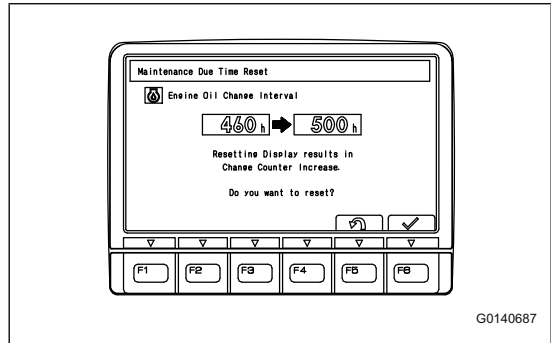 Maintenance Due Time Reset
Engine Oil Change Interval
460 h 500 h
Resetting Display results in
Change Counter Increase.
Do you want to reset?
F1 F2 F3 F4 F5 F6
G0140687